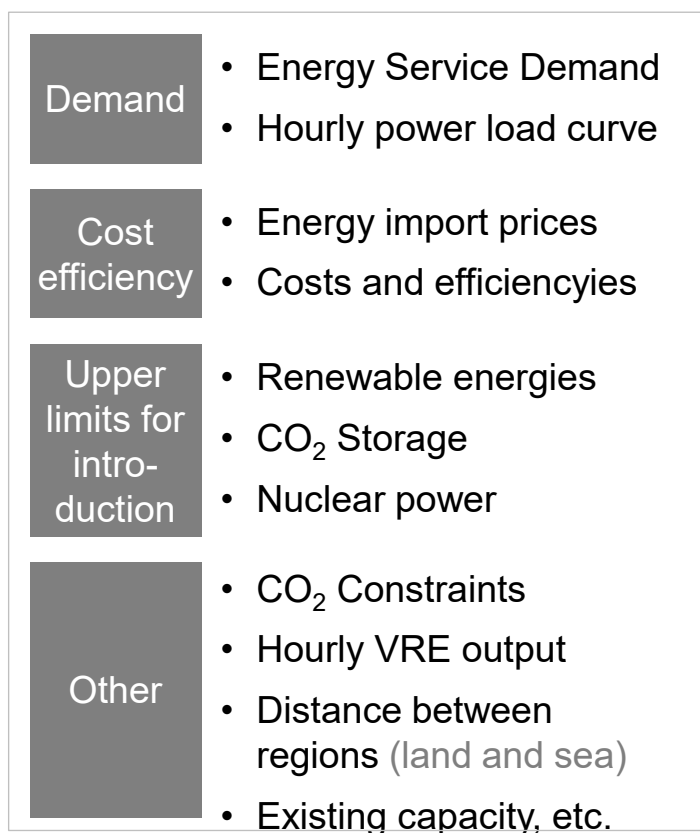 Demand
• Energy Service Demand
• Hourly power load curve
Cost
efficiency
• Energy import prices
• Costs and efficiencyies
Upper
limits for
intro-
duction
• Renewable energies
• CO₂ Storage
• Nuclear power
Other
• CO₂ Constraints
• Hourly VRE output
• Distance between
regions (land and sea)
• Existing capacity, etc.